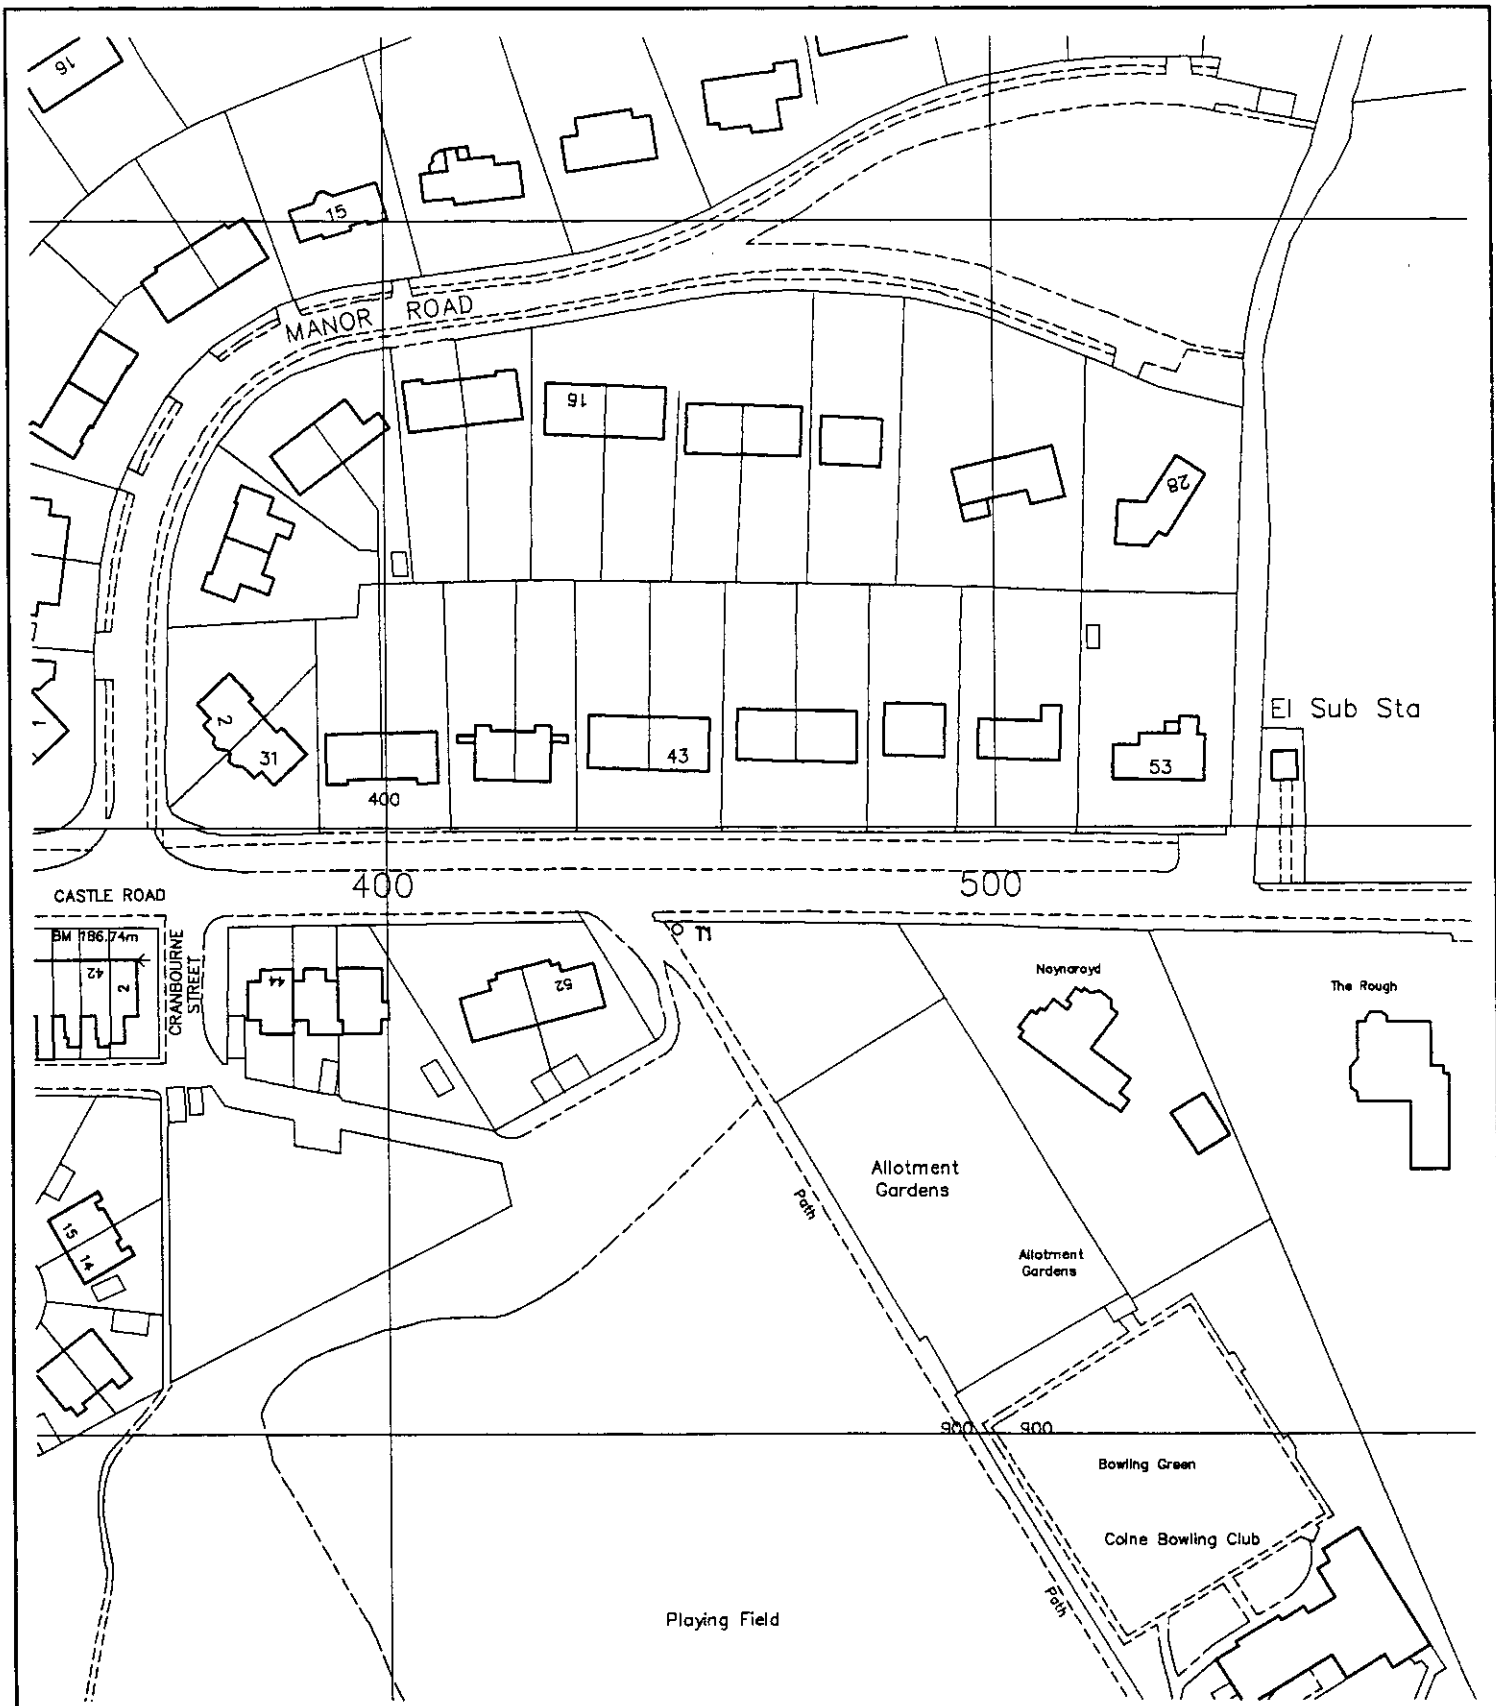 16
15
MANOR ROAD
16
28
El Sub Sta
1
2
31
43
53
400
400
500
CASTLE ROAD
BM 186.74m
42
2
CRANBOURNE
STREET
44
52
Noynaroyd
The Rough
Allotment
Gardens
Path
15
14
Allotment
Gardens
900 900
Bowling Green
Colne Bowling Club
Path
Playing Field